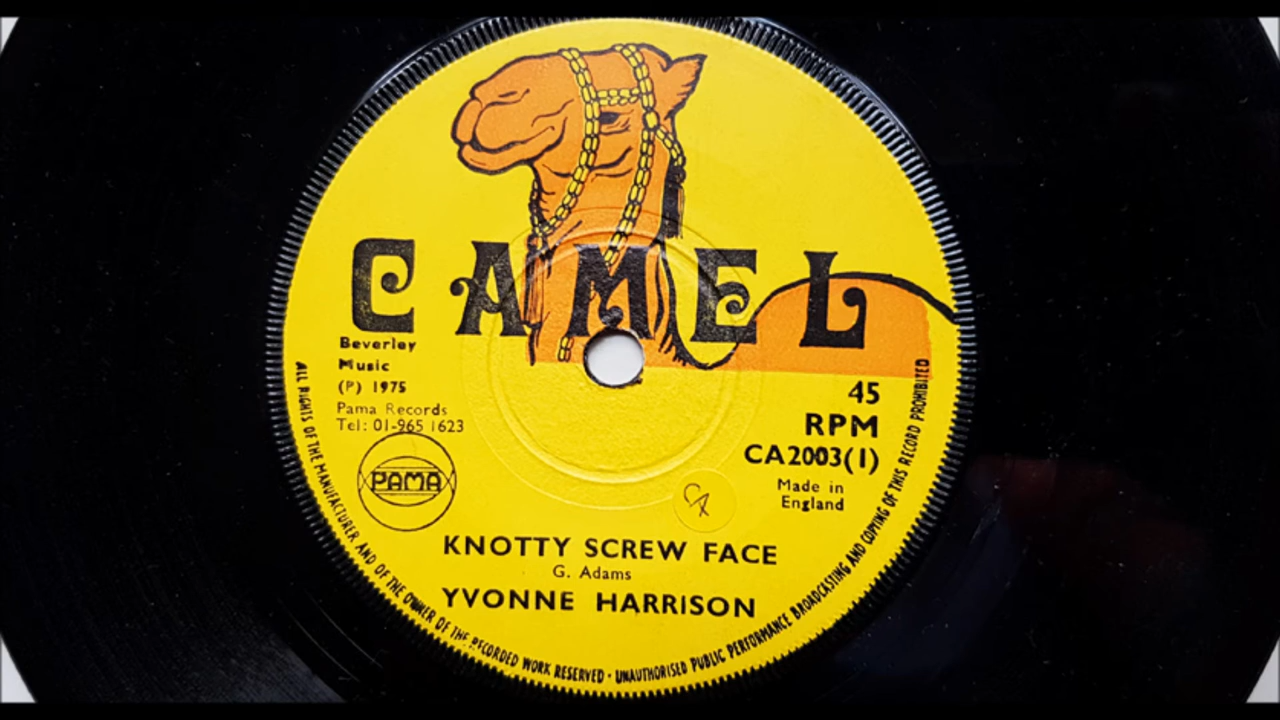 CAMEL
Beverley
Music
(P) 1975
Pama Records
Tel: 01-965 1623
PAMA
45
RPM
CA2003(1)
Made in
England
KNOTTY SCREW FACE
G. Adams
YVONNE HARRISON
ALL RIGHTS OF THE MANUFACTURER AND OF THE OWNER OF THE RECORDED WORK RESERVED · UNAUTHORISED PUBLIC PERFORMANCE BROADCASTING AND COPYING OF THIS RECORD PROHIBITED